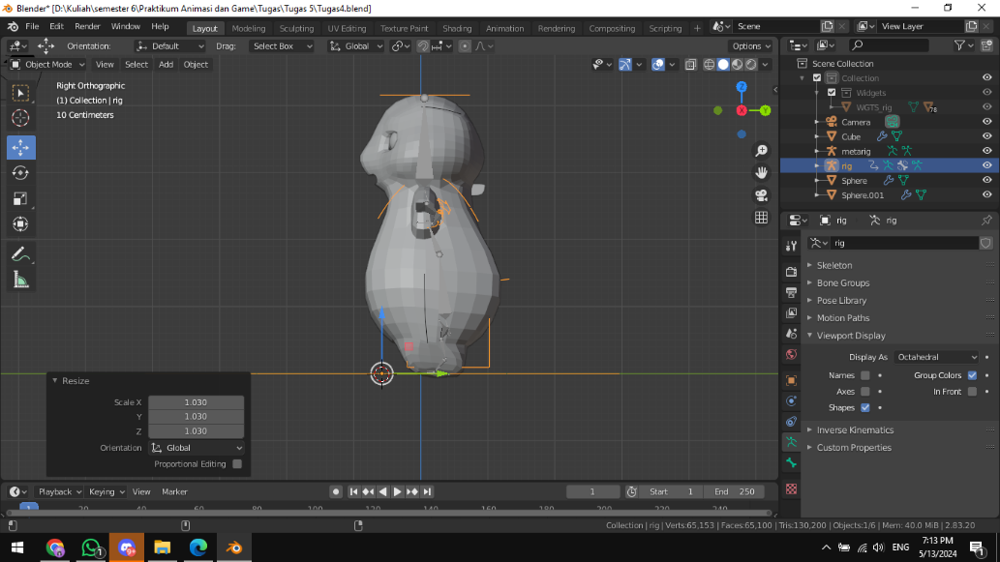 Blender* [D:\Kuliah\semester 6\Praktikum Animasi dan Game\Tugas\Tugas 5\Tugas4.blend]
File Edit Render Window Help Layout Modeling Sculpting UV Editing Texture Paint Shading Animation Rendering Compositing Scripting + Scene View Layer
Orientation: Default Drag: Select Box Global Options
Object Mode View Select Add Object
Right Orthographic
(1) Collection | rig
10 Centimeters
Z
X
Y
Resize
Scale X 1.030
Y 1.030
Z 1.030
Orientation Global
Proportional Editing
Scene Collection
Collection
Widgets
WGTS_rig 78
Camera
Cube
metarig
rig
Sphere
Sphere.001
rig rig
rig
Skeleton
Bone Groups
Pose Library
Motion Paths
Viewport Display
Display As Octahedral
Names Group Colors
Axes In Front
Shapes
Inverse Kinematics
Custom Properties
Playback Keying View Marker 1 Start 1 End 250
1 20 120 140 160 180 200 220 240
Collection | rig | Verts:65,153 | Faces:65,100 | Tris:130,200 | Objects:1/6 | Mem: 40.0 MiB | 2.83.20
1 ENG 7:13 PM 1
5/13/2024